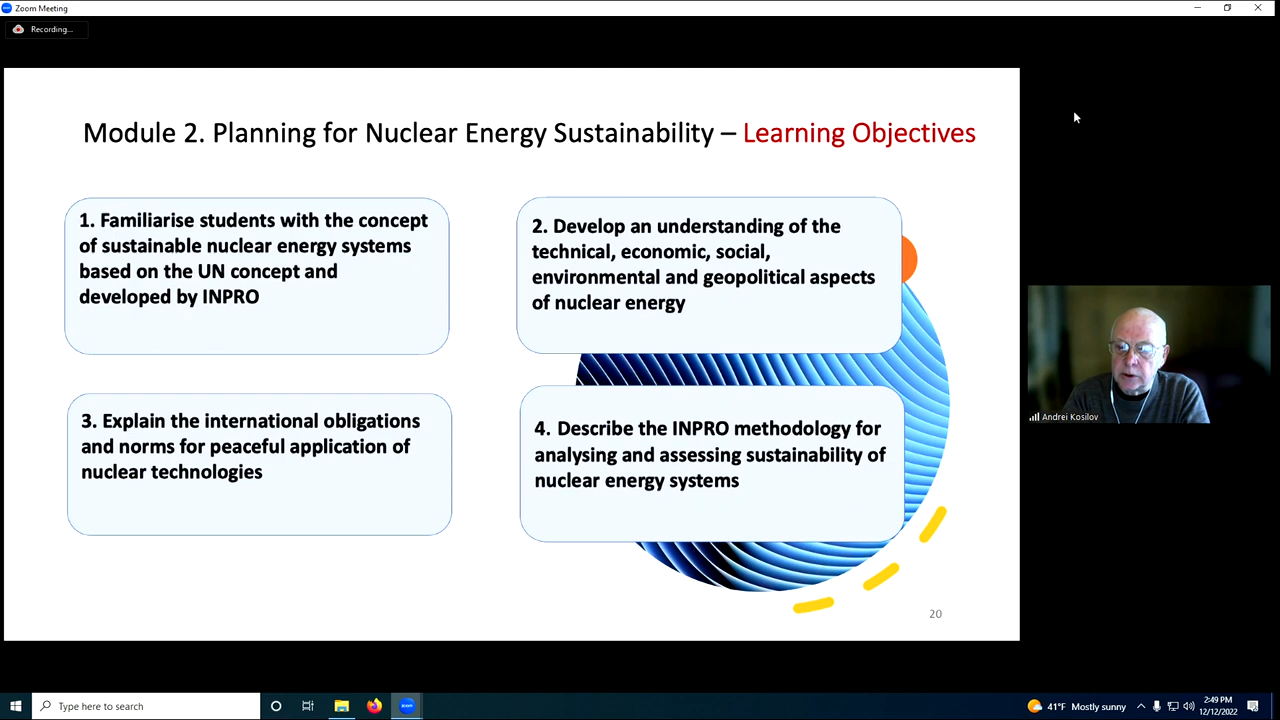 Zoom Meeting
Recording...
Module 2. Planning for Nuclear Energy Sustainability – Learning Objectives
1. Familiarise students with the concept
of sustainable nuclear energy systems
based on the UN concept and
developed by INPRO
2. Develop an understanding of the
technical, economic, social,
environmental and geopolitical aspects
of nuclear energy
3. Explain the international obligations
and norms for peaceful application of
nuclear technologies
4. Describe the INPRO methodology for
analysing and assessing sustainability of
nuclear energy systems
20
Andrei Kosilov
Type here to search
zoom
41°F Mostly sunny
2:49 PM
12/12/2022